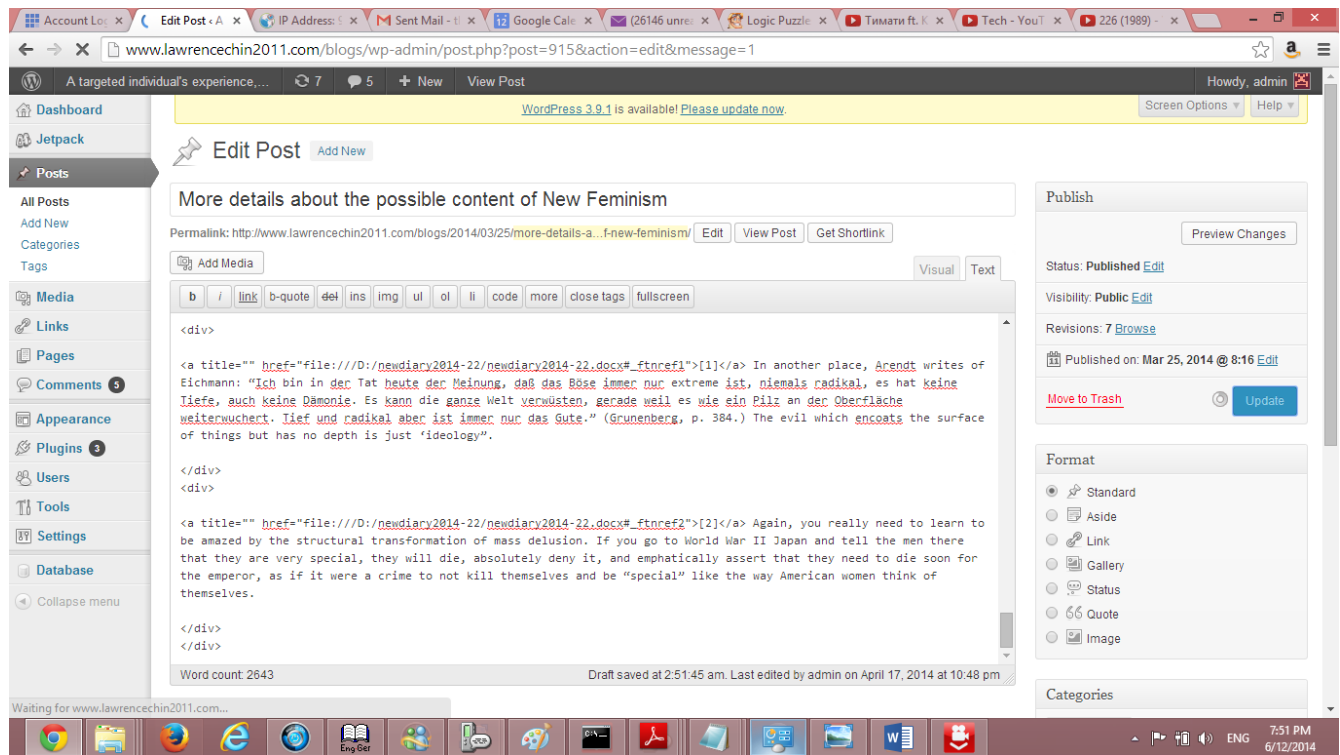 Account Log
Edit Post ‹ A
IP Address: 
Sent Mail - t
Google Cale
(26146 unre
Logic Puzzle
Тимати ft. K
Tech - YouT
226 (1989) -
www.lawrencechin2011.com/blogs/wp-admin/post.php?post=915&action=edit&message=1
A targeted individual's experience,... 7 5 + New View Post Howdy, admin
Dashboard
Jetpack
Posts
All Posts
Add New
Categories
Tags
Media
Links
Pages
Comments 5
Appearance
Plugins 3
Users
Tools
Settings
Database
Collapse menu
WordPress 3.9.1 is available! Please update now.
Screen Options Help
Edit Post Add New
More details about the possible content of New Feminism
Permalink: http://www.lawrencechin2011.com/blogs/2014/03/25/more-details-a...f-new-feminism/ Edit View Post Get Shortlink
Add Media
Visual Text
b i link b-quote del ins img ul ol li code more close tags fullscreen
<div>
<a title="" href="file:///D:/newdiary2014-22/newdiary2014-22.docx#_ftnref1">[1]</a> In another place, Arendt writes of
Eichmann: “Ich bin in der Tat heute der Meinung, daß das Böse immer nur extreme ist, niemals radikal, es hat keine
Tiefe, auch keine Dämonie. Es kann die ganze Welt verwüsten, gerade weil es wie ein Pilz an der Oberfläche
weiterwuchert. Tief und radikal aber ist immer nur das Gute.” (Grunenberg, p. 384.) The evil which encoats the surface
of things but has no depth is just ‘ideology”.
</div>
<div>
<a title="" href="file:///D:/newdiary2014-22/newdiary2014-22.docx#_ftnref2">[2]</a> Again, you really need to learn to
be amazed by the structural transformation of mass delusion. If you go to World War II Japan and tell the men there
that they are very special, they will die, absolutely deny it, and emphatically assert that they need to die soon for
the emperor, as if it were a crime to not kill themselves and be “special” like the way American women think of
themselves.
</div>
</div>
Word count: 2643 Draft saved at 2:51:45 am. Last edited by admin on April 17, 2014 at 10:48 pm
Publish
Preview Changes
Status: Published Edit
Visibility: Public Edit
Revisions: 7 Browse
Published on: Mar 25, 2014 @ 8:16 Edit
Move to Trash Update
Format
Standard
Aside
Link
Gallery
Status
Quote
Image
Categories
Waiting for www.lawrencechin2011.com...
Eng Ger
ENG
7:51 PM
6/12/2014